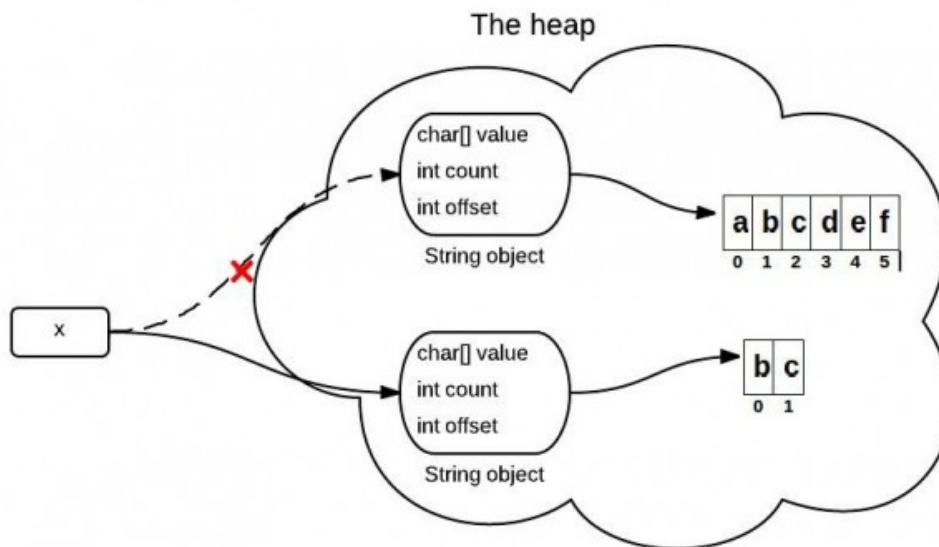 The heap
char[] value
int count
int offset
String object
a b c d e f
0 1 2 3 4 5
x
char[] value
int count
int offset
String object
b c
0 1